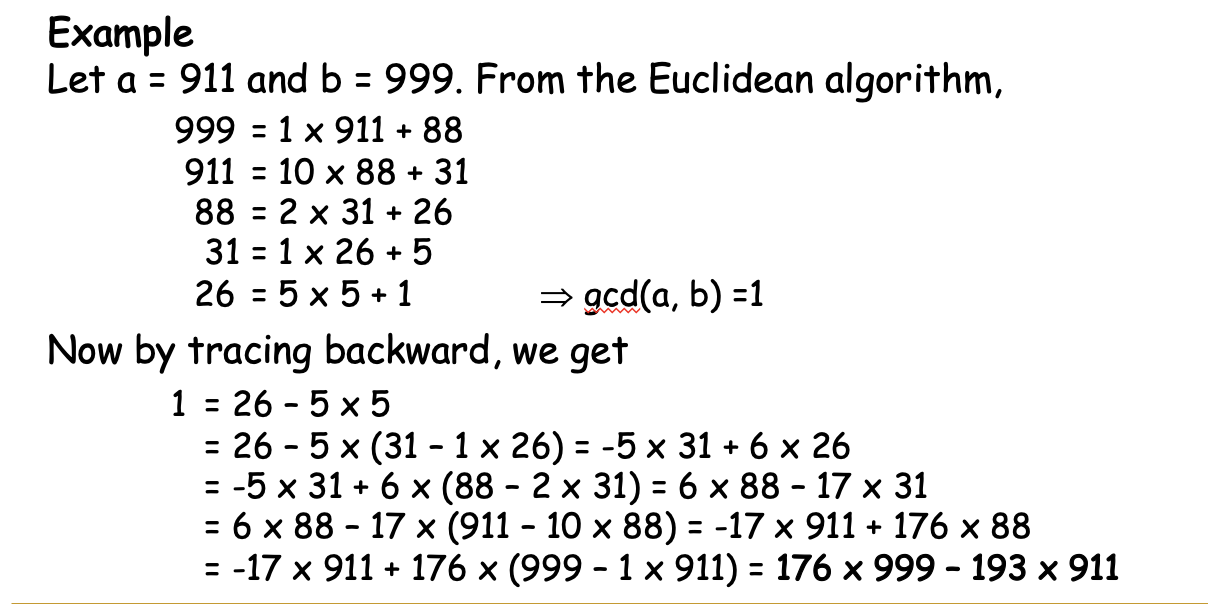 Example
Let a = 911 and b = 999. From the Euclidean algorithm,
999 = 1 x 911 + 88
911 = 10 x 88 + 31
88 = 2 x 31 + 26
31 = 1 x 26 + 5
26 = 5 x 5 + 1 ⇒ gcd(a, b) =1
Now by tracing backward, we get
1 = 26 – 5 x 5
= 26 – 5 x (31 – 1 x 26) = -5 x 31 + 6 x 26
= -5 x 31 + 6 x (88 – 2 x 31) = 6 x 88 – 17 x 31
= 6 x 88 – 17 x (911 – 10 x 88) = -17 x 911 + 176 x 88
= -17 x 911 + 176 x (999 – 1 x 911) = 176 x 999 – 193 x 911